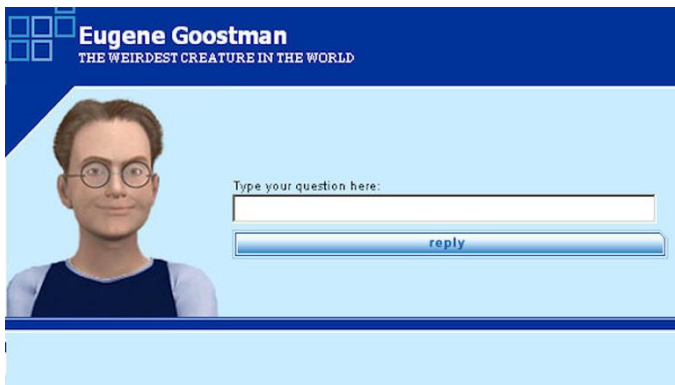 Eugene Goostman
THE WEIRDEST CREATURE IN THE WORLD
Type your question here:
reply